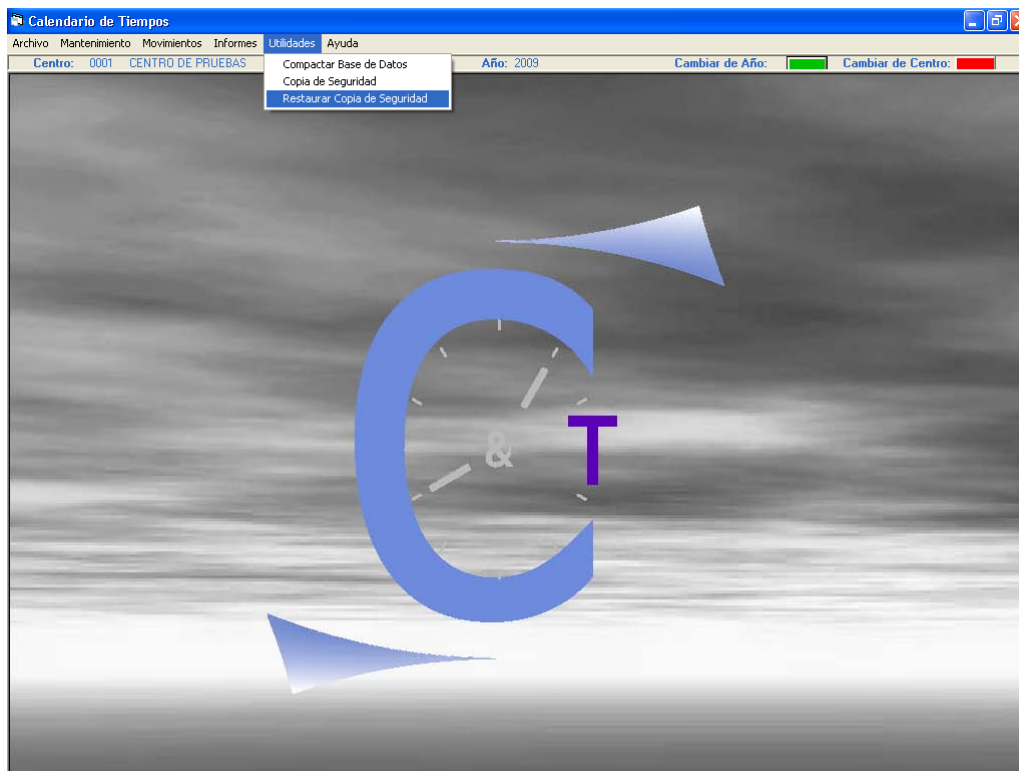 Calendario de Tiempos
Archivo Mantenimiento Movimientos Informes Utilidades Ayuda
Centro: 0001 CENTRO DE PRUEBAS Año: 2009 Cambiar de Año: Cambiar de Centro:
Compactar Base de Datos
Copia de Seguridad
Restaurar Copia de Seguridad
C & T